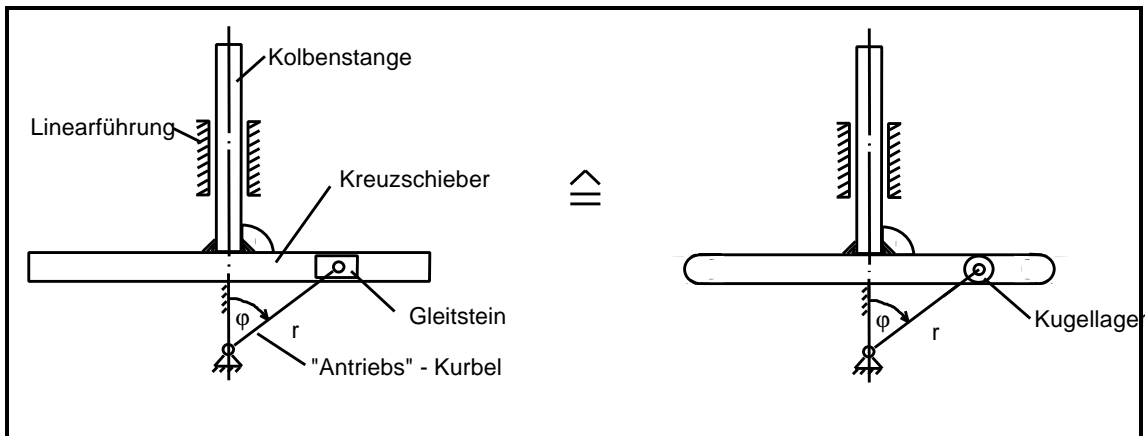 Kolbenstange
Linearführung
Kreuzschieber
≙
Gleitstein
φ
r
"Antriebs" - Kurbel
φ
r
Kugellager